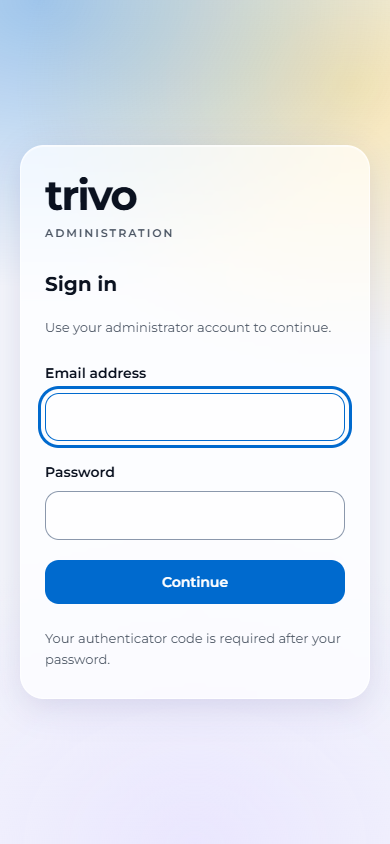 trivo
ADMINISTRATION
Sign in
Use your administrator account to continue.
Email address
Password
Continue
Your authenticator code is required after your
password.